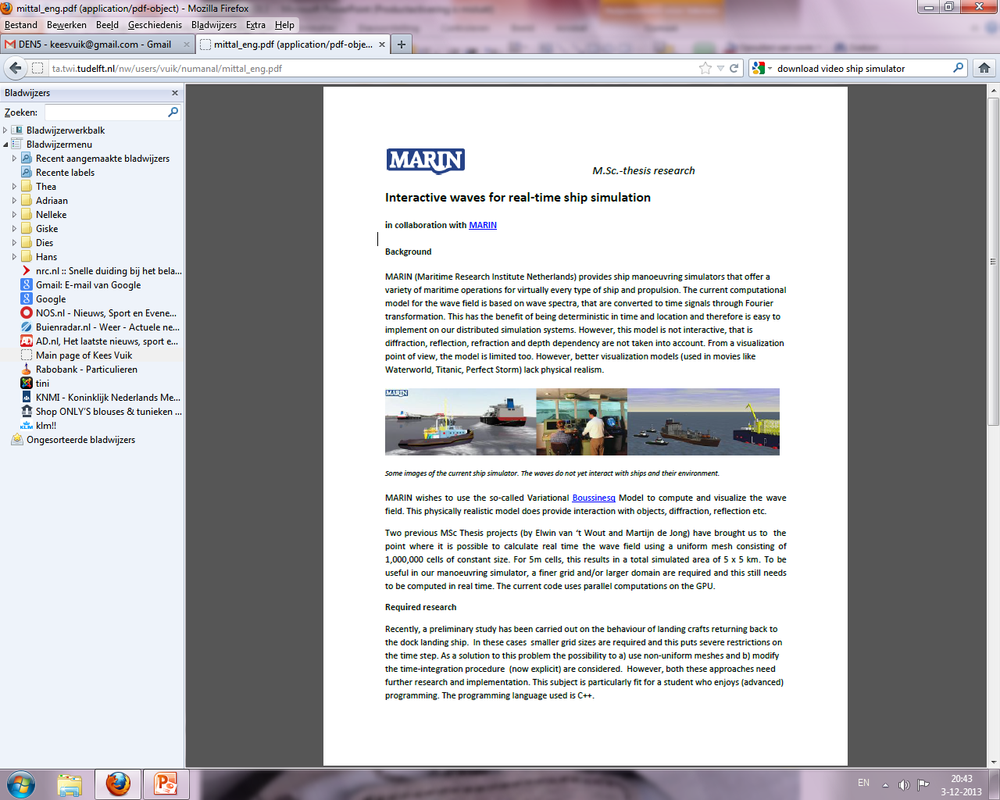 mittal_eng.pdf (application/pdf-object) - Mozilla Firefox
Bestand Bewerken Beeld Geschiedenis Bladwijzers Extra Help
DEN5 - keesvuik@gmail.com - Gmail
mittal_eng.pdf (application/pdf-obje...
ta.twi.tudelft.nl/nw/users/vuik/numanal/mittal_eng.pdf
download video ship simulator
Bladwijzers
Zoeken:
Bladwijzerwerkbalk
Bladwijzermenu
Recent aangemaakte bladwijzers
Recente labels
Thea
Adriaan
Nelleke
Giske
Dies
Hans
nrc.nl :: Snelle duiding bij het bela...
Gmail: E-mail van Google
Google
NOS.nl - Nieuws, Sport en Evene...
Buienradar.nl - Weer - Actuele ne...
AD.nl, Het laatste nieuws, sport e...
Main page of Kees Vuik
Rabobank - Particulieren
tini
KNMI - Koninklijk Nederlands Me...
Shop ONLY'S blouses & tunieken ...
klm!!
Ongesorteerde bladwijzers
MARIN
M.Sc.-thesis research
Interactive waves for real-time ship simulation
in collaboration with MARIN
Background
MARIN (Maritime Research Institute Netherlands) provides ship manoeuvring simulators that offer a
variety of maritime operations for virtually every type of ship and propulsion. The current computational
model for the wave field is based on wave spectra, that are converted to time signals through Fourier
transformation. This has the benefit of being deterministic in time and location and therefore is easy to
implement on our distributed simulation systems. However, this model is not interactive, that is
diffraction, reflection, refraction and depth dependency are not taken into account. From a visualization
point of view, the model is limited too. However, better visualization models (used in movies like
Waterworld, Titanic, Perfect Storm) lack physical realism.
MARIN
Some images of the current ship simulator. The waves do not yet interact with ships and their environment.
MARIN wishes to use the so-called Variational Boussinesq Model to compute and visualize the wave
field. This physically realistic model does provide interaction with objects, diffraction, reflection etc.
Two previous MSc Thesis projects (by Elwin van 't Wout and Martijn de Jong) have brought us to the
point where it is possible to calculate real time the wave field using a uniform mesh consisting of
1,000,000 cells of constant size. For 5m cells, this results in a total simulated area of 5 x 5 km. To be
useful in our manoeuvring simulator, a finer grid and/or larger domain are required and this still needs
to be computed in real time. The current code uses parallel computations on the GPU.
Required research
Recently, a preliminary study has been carried out on the behaviour of landing crafts returning back to
the dock landing ship. In these cases smaller grid sizes are required and this puts severe restrictions on
the time step. As a solution to this problem the possibility to a) use non-uniform meshes and b) modify
the time-integration procedure (now explicit) are considered. However, both these approaches need
further research and implementation. This subject is particularly fit for a student who enjoys (advanced)
programming. The programming language used is C++.
EN
20:43
3-12-2013